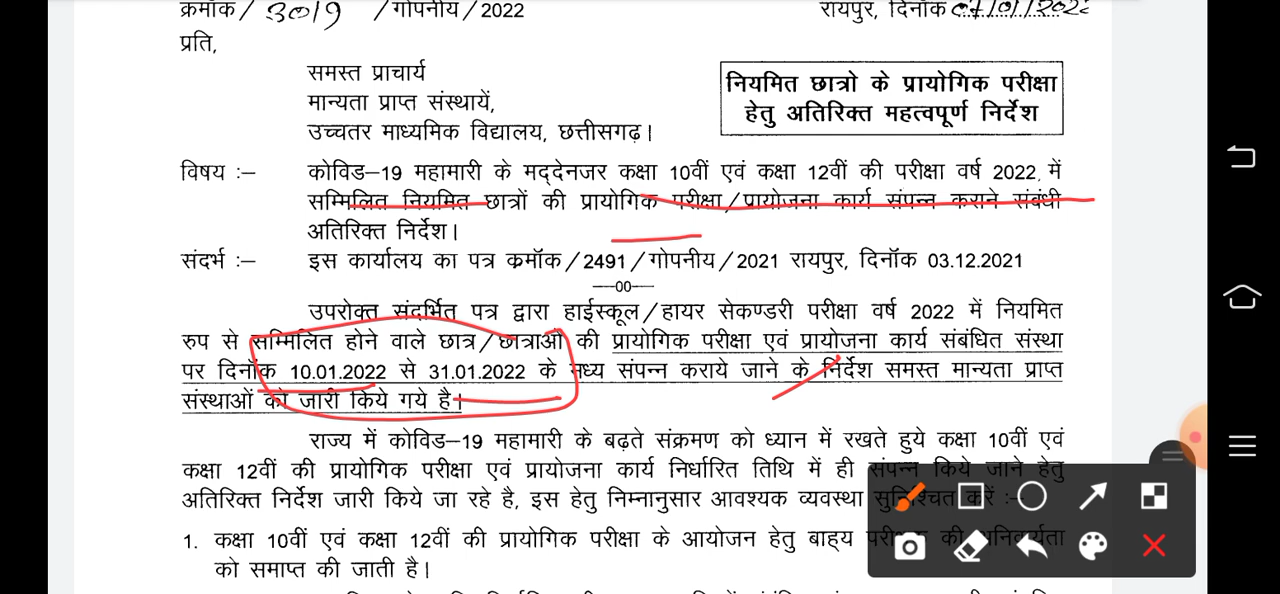 क्रमॉक / 3019 /गोपनीय/2022
रायपुर, दिनॉक 07/01/2022
प्रति,
समस्त प्राचार्य
मान्यता प्राप्त संस्थायें,
उच्चतर माध्यमिक विद्यालय, छत्तीसगढ़।
नियमित छात्रो के प्रायोगिक परीक्षा
हेतु अतिरिक्त महत्वपूर्ण निर्देश
विषय :– कोविड–19 महामारी के मद्देनजर कक्षा 10वीं एवं कक्षा 12वीं की परीक्षा वर्ष 2022 में
सम्मिलित नियमित छात्रों की प्रायोगिक परीक्षा/प्रायोजना कार्य संपन्न कराने संबंधी
अतिरिक्त निर्देश।
संदर्भ :– इस कार्यालय का पत्र कमॉक/2491/गोपनीय/2021 रायपुर, दिनॉक 03.12.2021
—00—
उपरोक्त संदर्भित पत्र द्वारा हाईस्कूल/हायर सेकण्डरी परीक्षा वर्ष 2022 में नियमित
रुप से सम्मिलित होने वाले छात्र/छात्राओं की प्रायोगिक परीक्षा एवं प्रायोजना कार्य संबंधित संस्था
पर दिनॉक 10.01.2022 से 31.01.2022 के मध्य संपन्न कराये जाने के निर्देश समस्त मान्यता प्राप्त
संस्थाओं को जारी किये गये है।
राज्य में कोविड–19 महामारी के बढ़ते संक्रमण को ध्यान में रखते हुये कक्षा 10वीं एवं
कक्षा 12वीं की प्रायोगिक परीक्षा एवं प्रायोजना कार्य निर्धारित तिथि में ही संपन्न किये जाने हेतु
अतिरिक्त निर्देश जारी किये जा रहे है, इस हेतु निम्नानुसार आवश्यक व्यवस्था सुनिश्चित करें :–
1. कक्षा 10वीं एवं कक्षा 12वीं की प्रायोगिक परीक्षा के आयोजन हेतु बाह्य की
को समाप्त की जाती है।